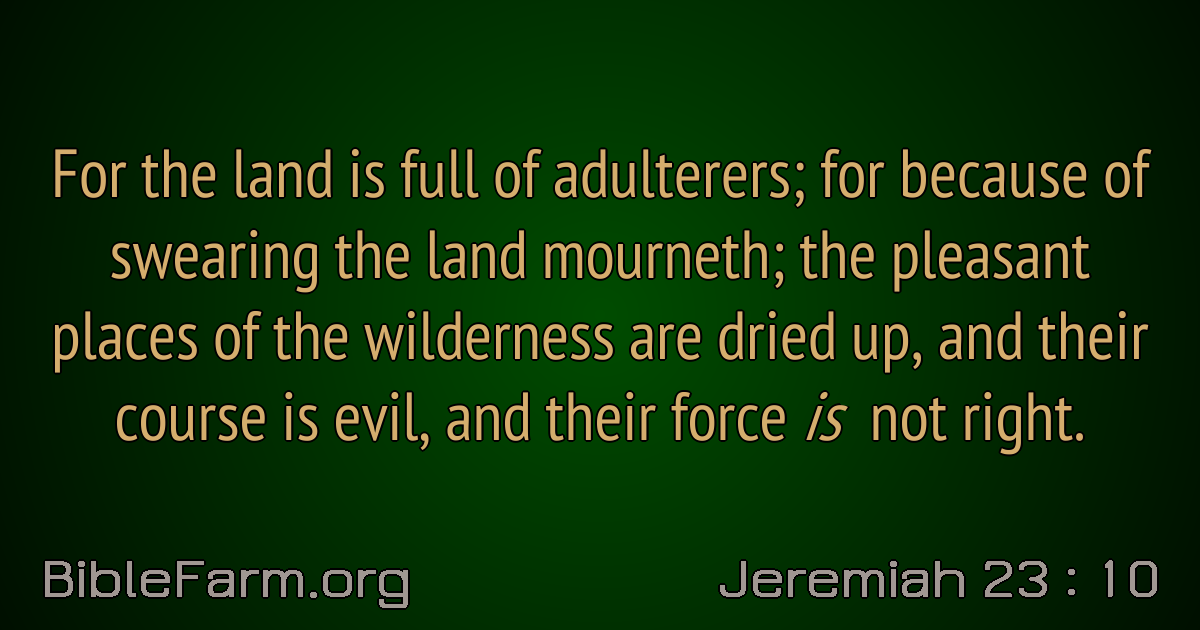 For the land is full of adulterers; for because of
swearing the land mourneth; the pleasant
places of the wilderness are dried up, and their
course is evil, and their force is not right.
BibleFarm.org
Jeremiah 23 : 10